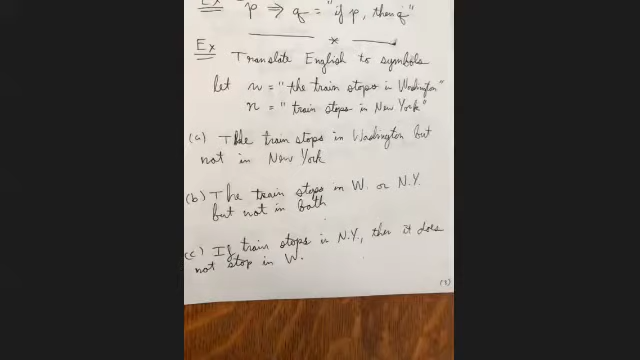 Ex p ⇒ q = "if p, then q"
*
Ex Translate English to symbols
let w = "the train stops in Washington"
n = "train stops in New York"
(a) The train stops in Washington but
not in New York
(b) The train stops in W. or N.Y.
but not in both
(c) If train stops in N.Y., then it does
not stop in W.
(7)